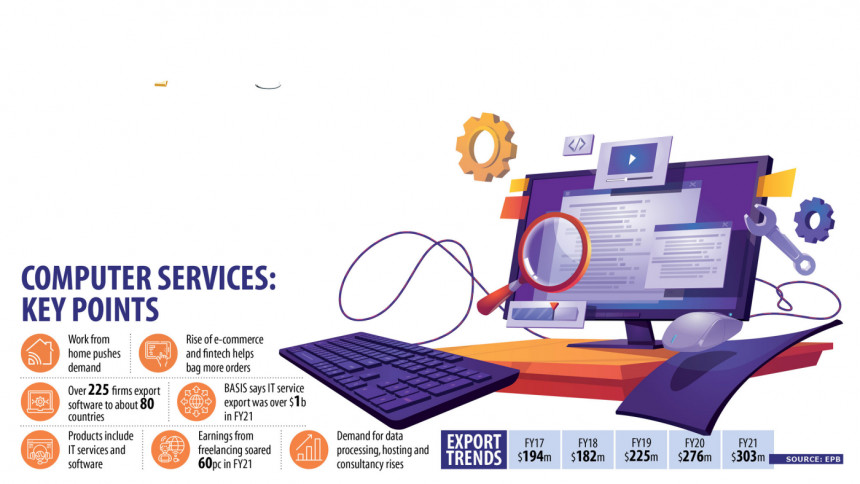 COMPUTER SERVICES:
KEY POINTS
Work from
home pushes
demand
Rise of e-commerce
and fintech helps
bag more orders
Over 225 firms export
software to about 80
countries
BASIS says IT service
export was over $1b
in FY21
Products include
IT services and
software
Earnings from
freelancing soared
60pc in FY21
Demand for data
processing, hosting and
consultancy rises
EXPORT
TRENDS
FY17
$194m
FY18
$182m
FY19
$225m
FY20
$276m
FY21
$303m
SOURCE: EPB